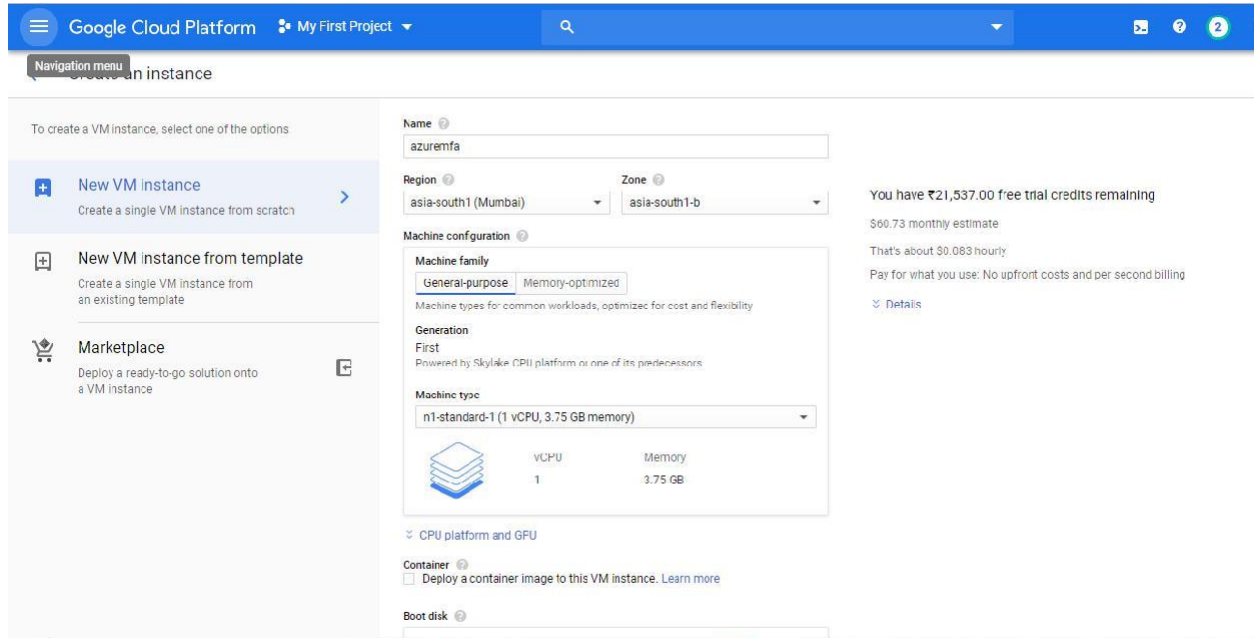 Google Cloud Platform My First Project
2
Navigation menu
an instance
To create a VM instance, select one of the options
New VM instance
Create a single VM instance from scratch
New VM instance from template
Create a single VM instance from
an existing template
Marketplace
Deploy a ready-to-go solution onto
a VM instance
Name
azuremfa
Region Zone
asia-south1 (Mumbai) asia-south1-b
Machine configuration
Machine family
General-purpose Memory-optimized
Machine types for common workloads, optimized for cost and flexibility
Generation
First
Powered by Skylake CPU platform or one of its predecessors
Machine type
n1-standard-1 (1 vCPU, 3.75 GB memory)
vCPU Memory
1 3.75 GB
CPU platform and GPU
Container
Deploy a container image to this VM instance. Learn more
Boot disk
You have ₹21,537.00 free trial credits remaining
$60.73 monthly estimate
That's about $0.083 hourly
Pay for what you use: No upfront costs and per second billing
Details